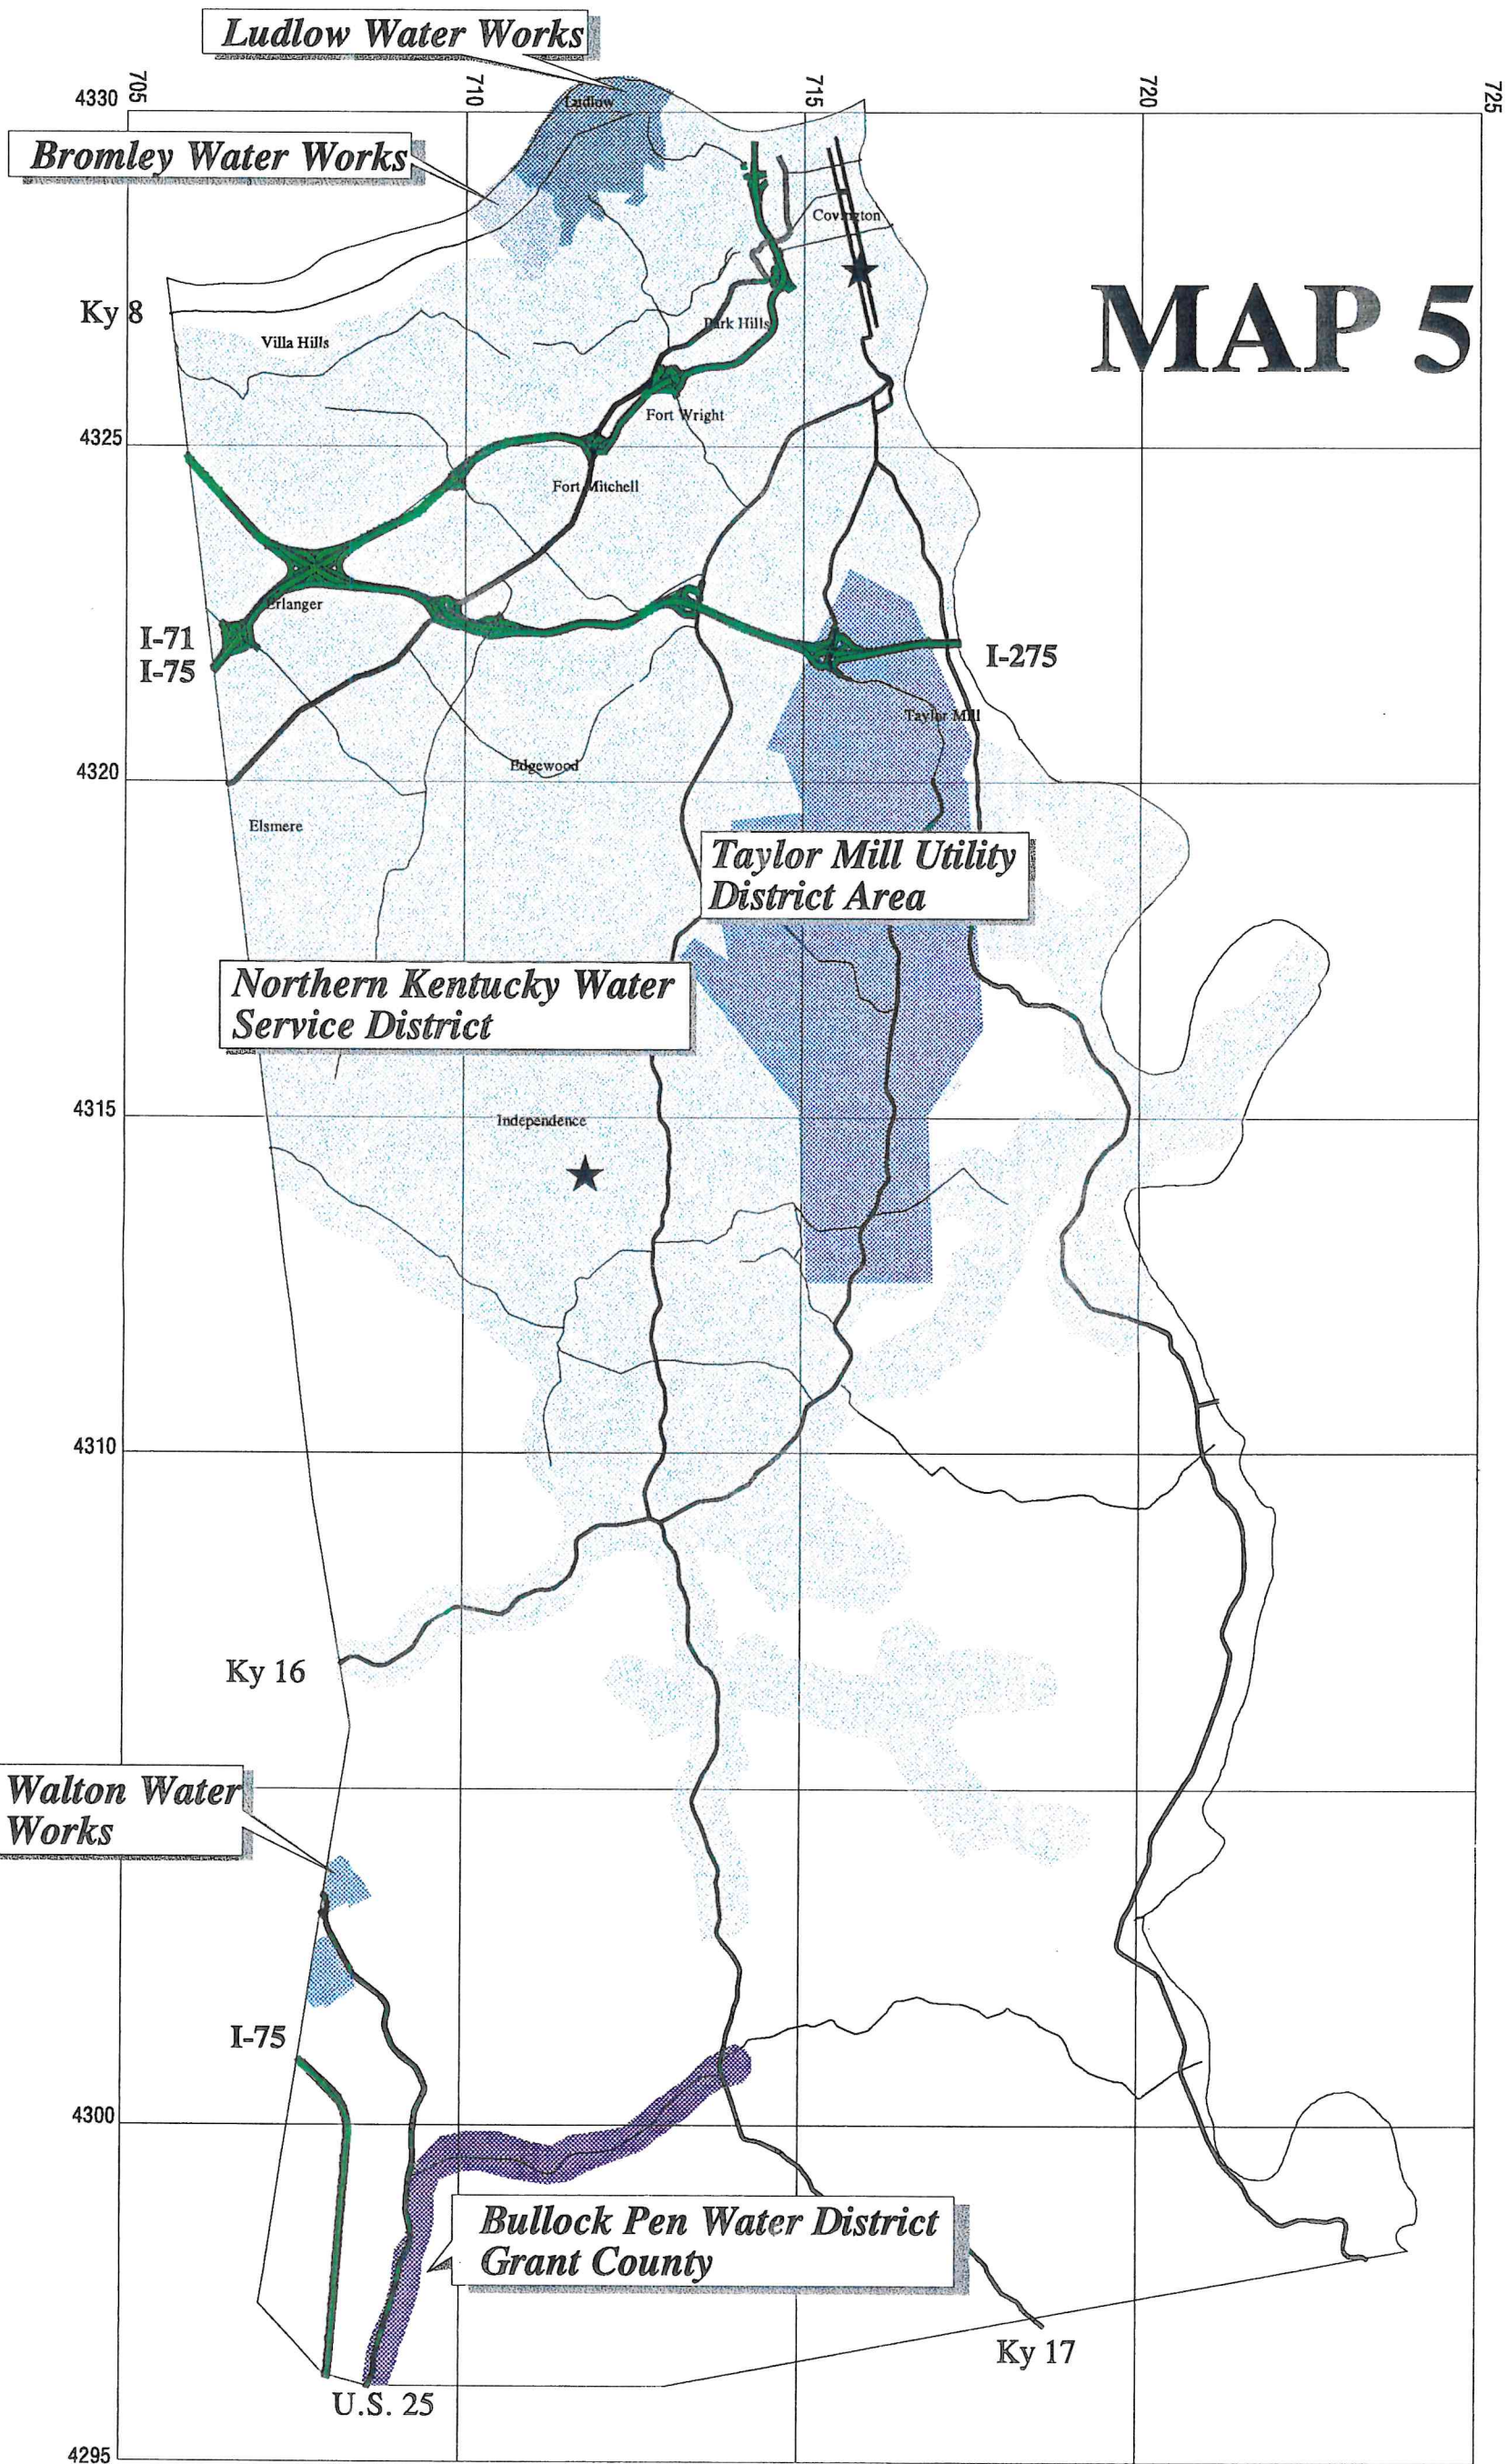 Ludlow Water Works
705
710
715
720
725
4330
Ludlow
Bromley Water Works
Covington
Ky 8
MAP 5
Park Hills
Villa Hills
Fort Wright
4325
Fort Mitchell
Erlanger
I-71
I-75
I-275
Taylor Mill
4320
Edgewood
Elsmere
Taylor Mill Utility
District Area
Northern Kentucky Water
Service District
4315
Independence
4310
Ky 16
Walton Water
Works
I-75
4300
Bullock Pen Water District
Grant County
Ky 17
U.S. 25
4295